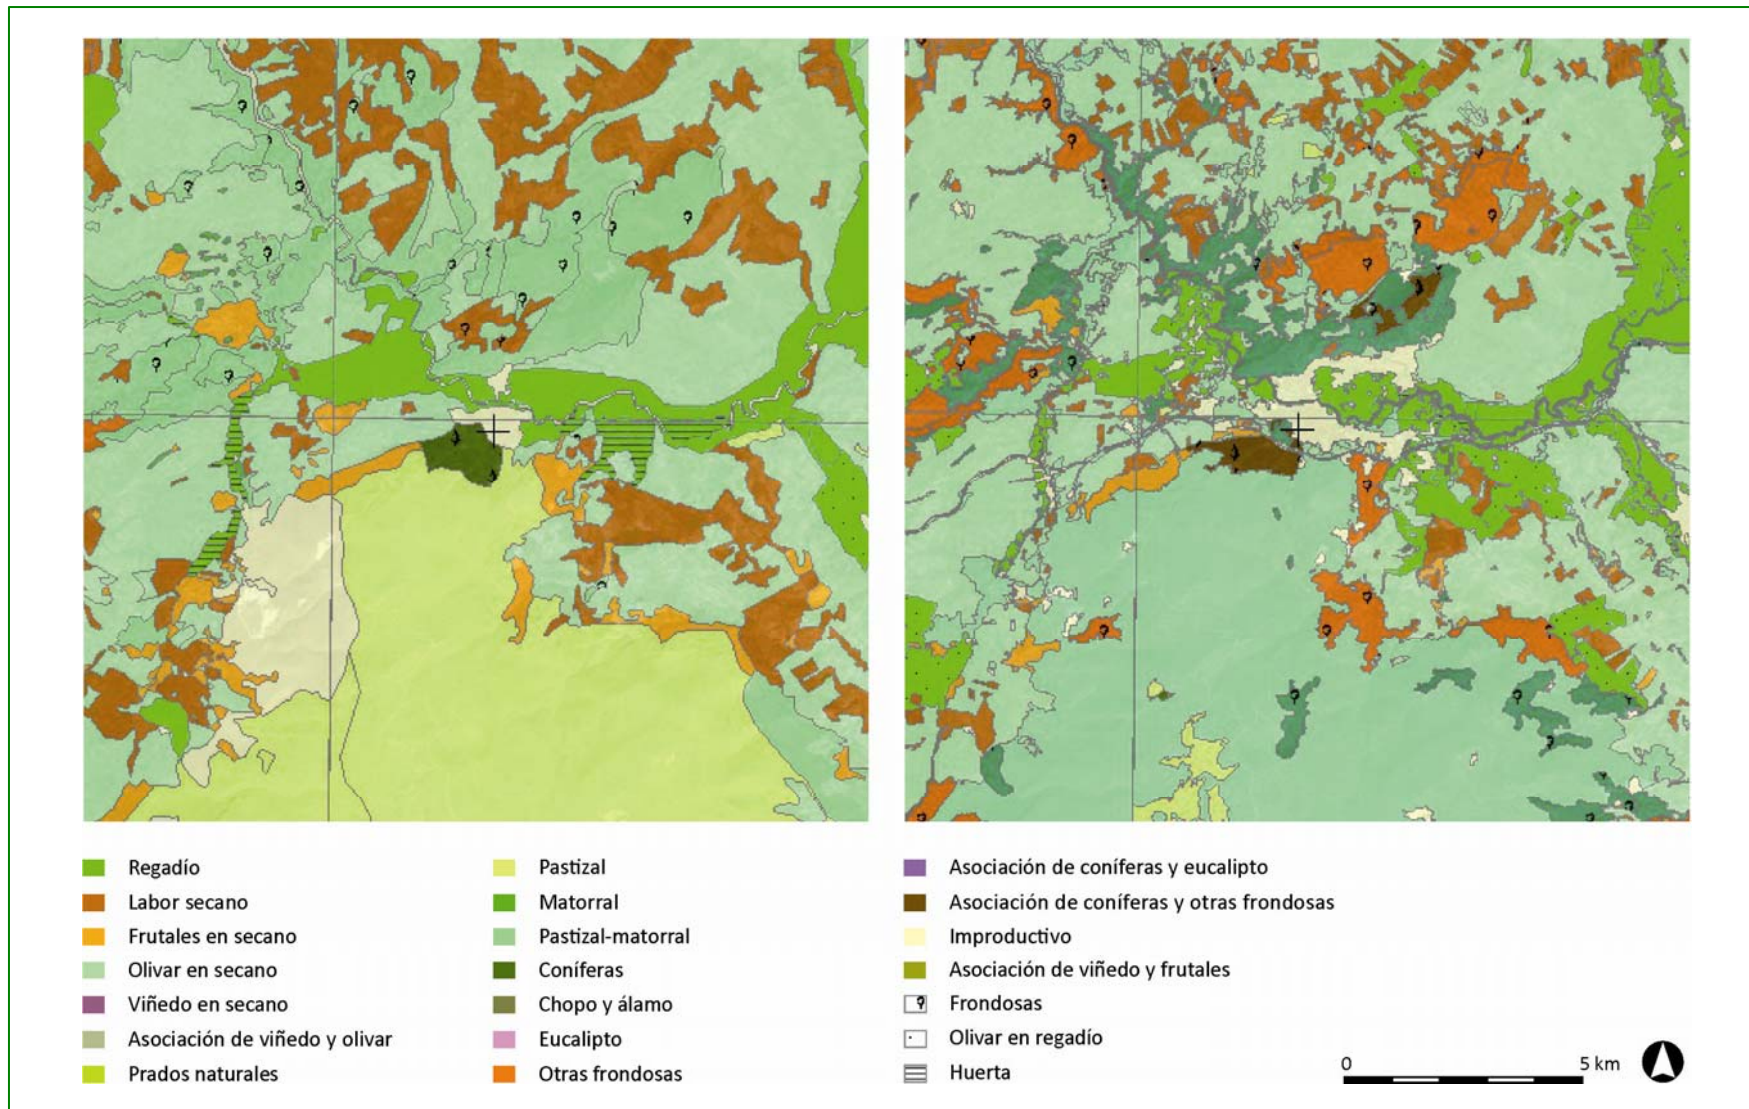 Regadío
Labor secano
Frutales en secano
Olivar en secano
Viñedo en secano
Asociación de viñedo y olivar
Prados naturales
Pastizal
Matorral
Pastizal-matorral
Coníferas
Chopo y álamo
Eucalipto
Otras frondosas
Asociación de coníferas y eucalipto
Asociación de coníferas y otras frondosas
Improductivo
Asociación de viñedo y frutales
Frondosas
Olivar en regadío
Huerta
0 5 km